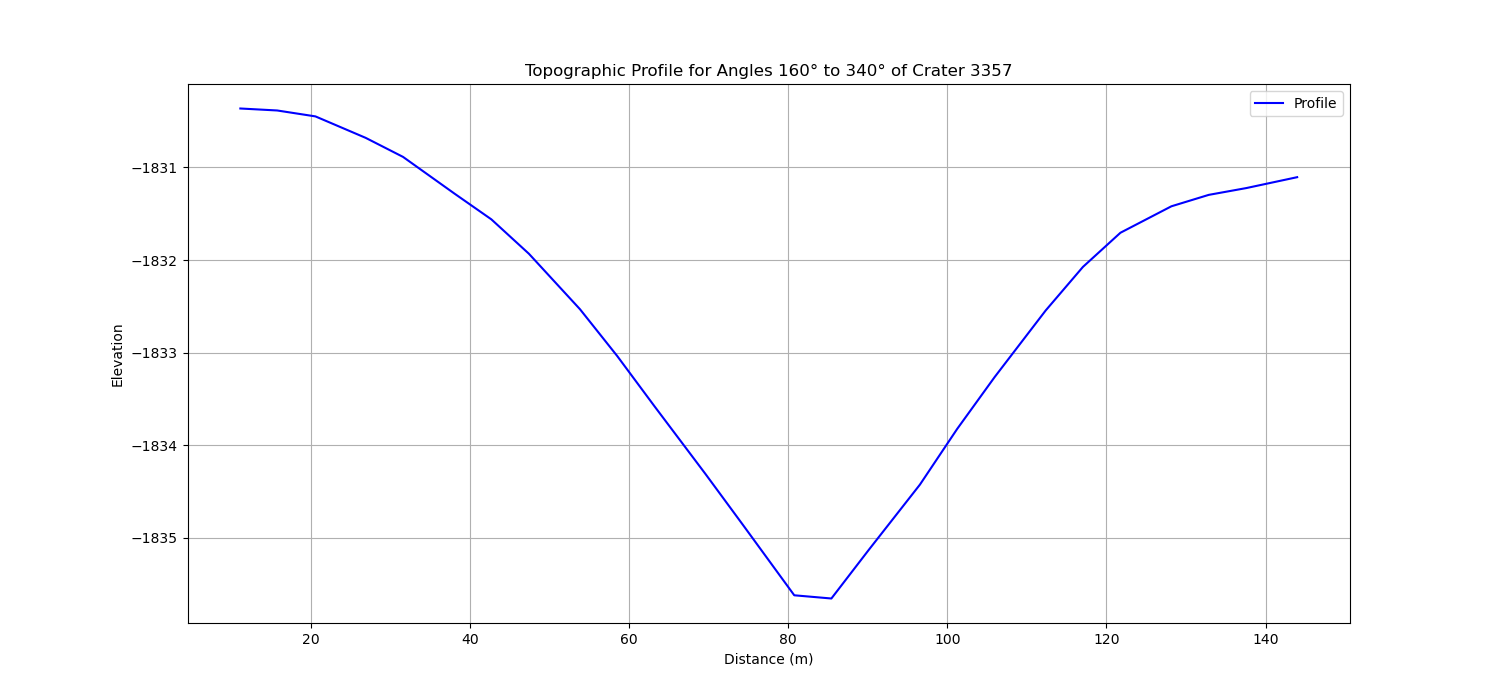 Topographic Profile for Angles 160° to 340° of Crater 3357
Profile
−1831
−1832
−1833
−1834
−1835
Elevation
20 40 60 80 100 120 140
Distance (m)